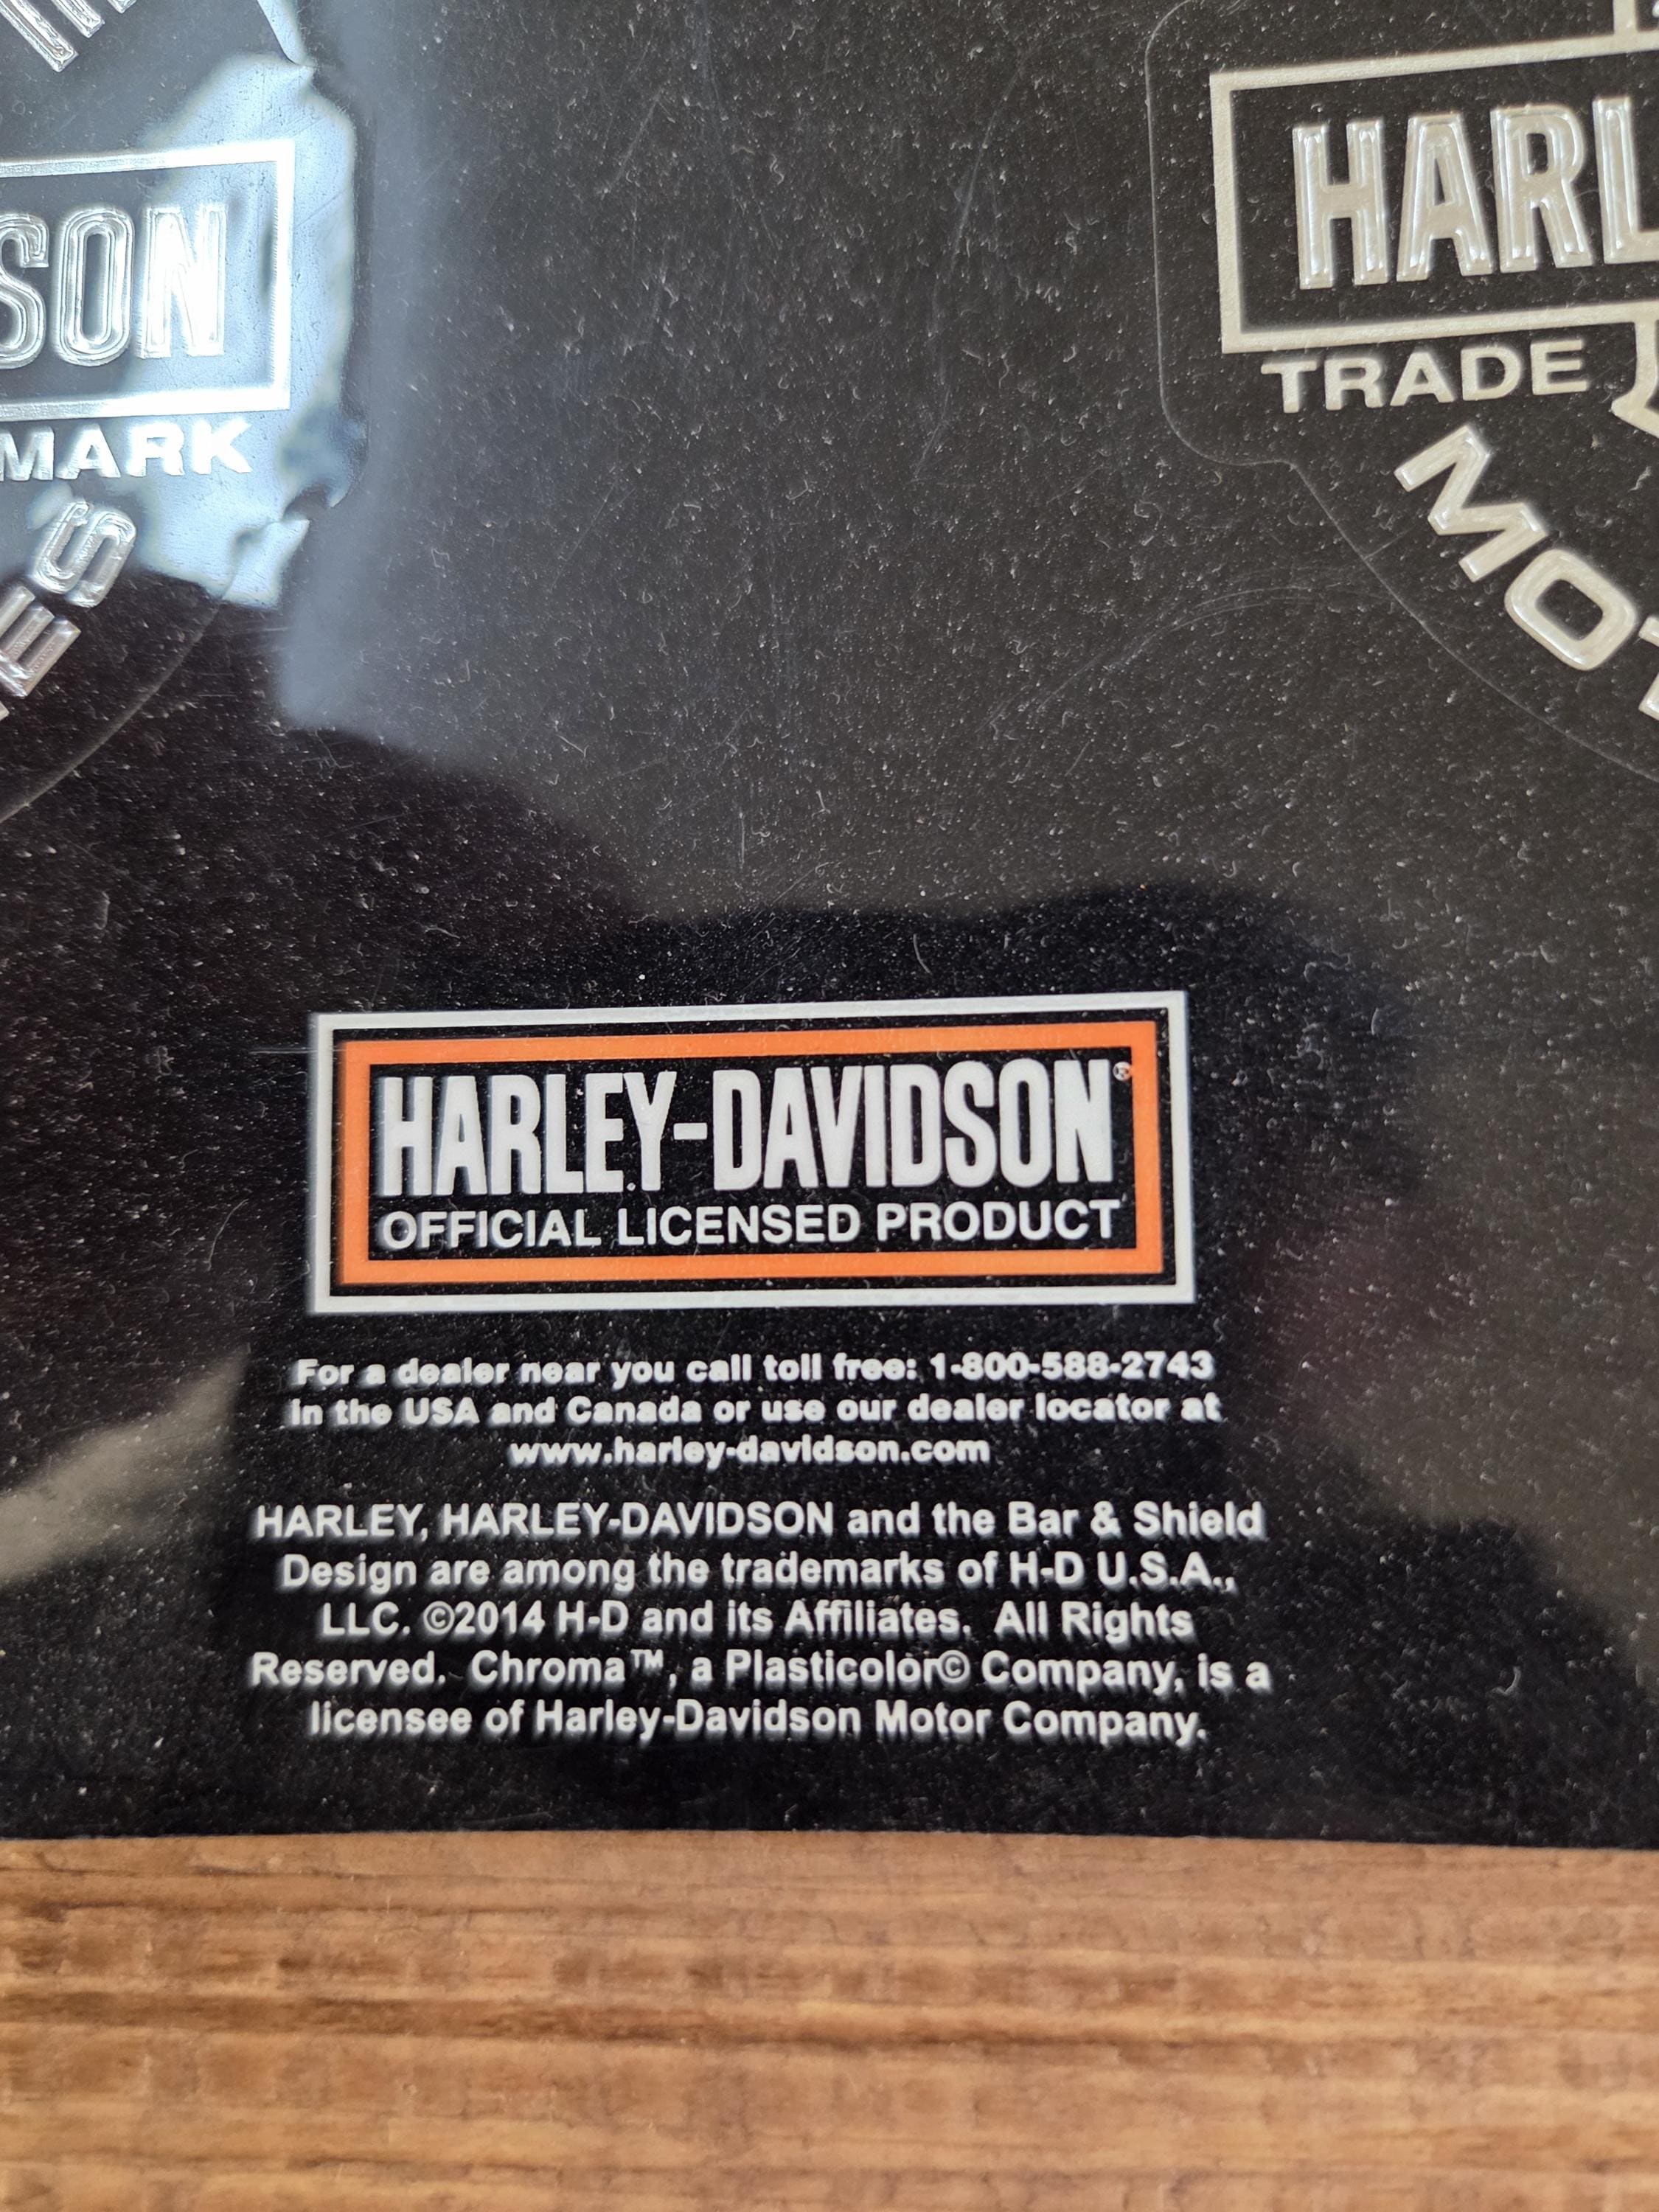 SON
MARK
ES
HARL
TRADE
MOT
HARLEY-DAVIDSON®
OFFICIAL LICENSED PRODUCT
For a dealer near you call toll free: 1-800-588-2743
in the USA and Canada or use our dealer locator at
www.harley-davidson.com
HARLEY, HARLEY-DAVIDSON and the Bar & Shield
Design are among the trademarks of H-D U.S.A.,
LLC. ©2014 H-D and its Affiliates. All Rights
Reserved. Chroma™, a Plasticolor© Company, is a
licensee of Harley-Davidson Motor Company.